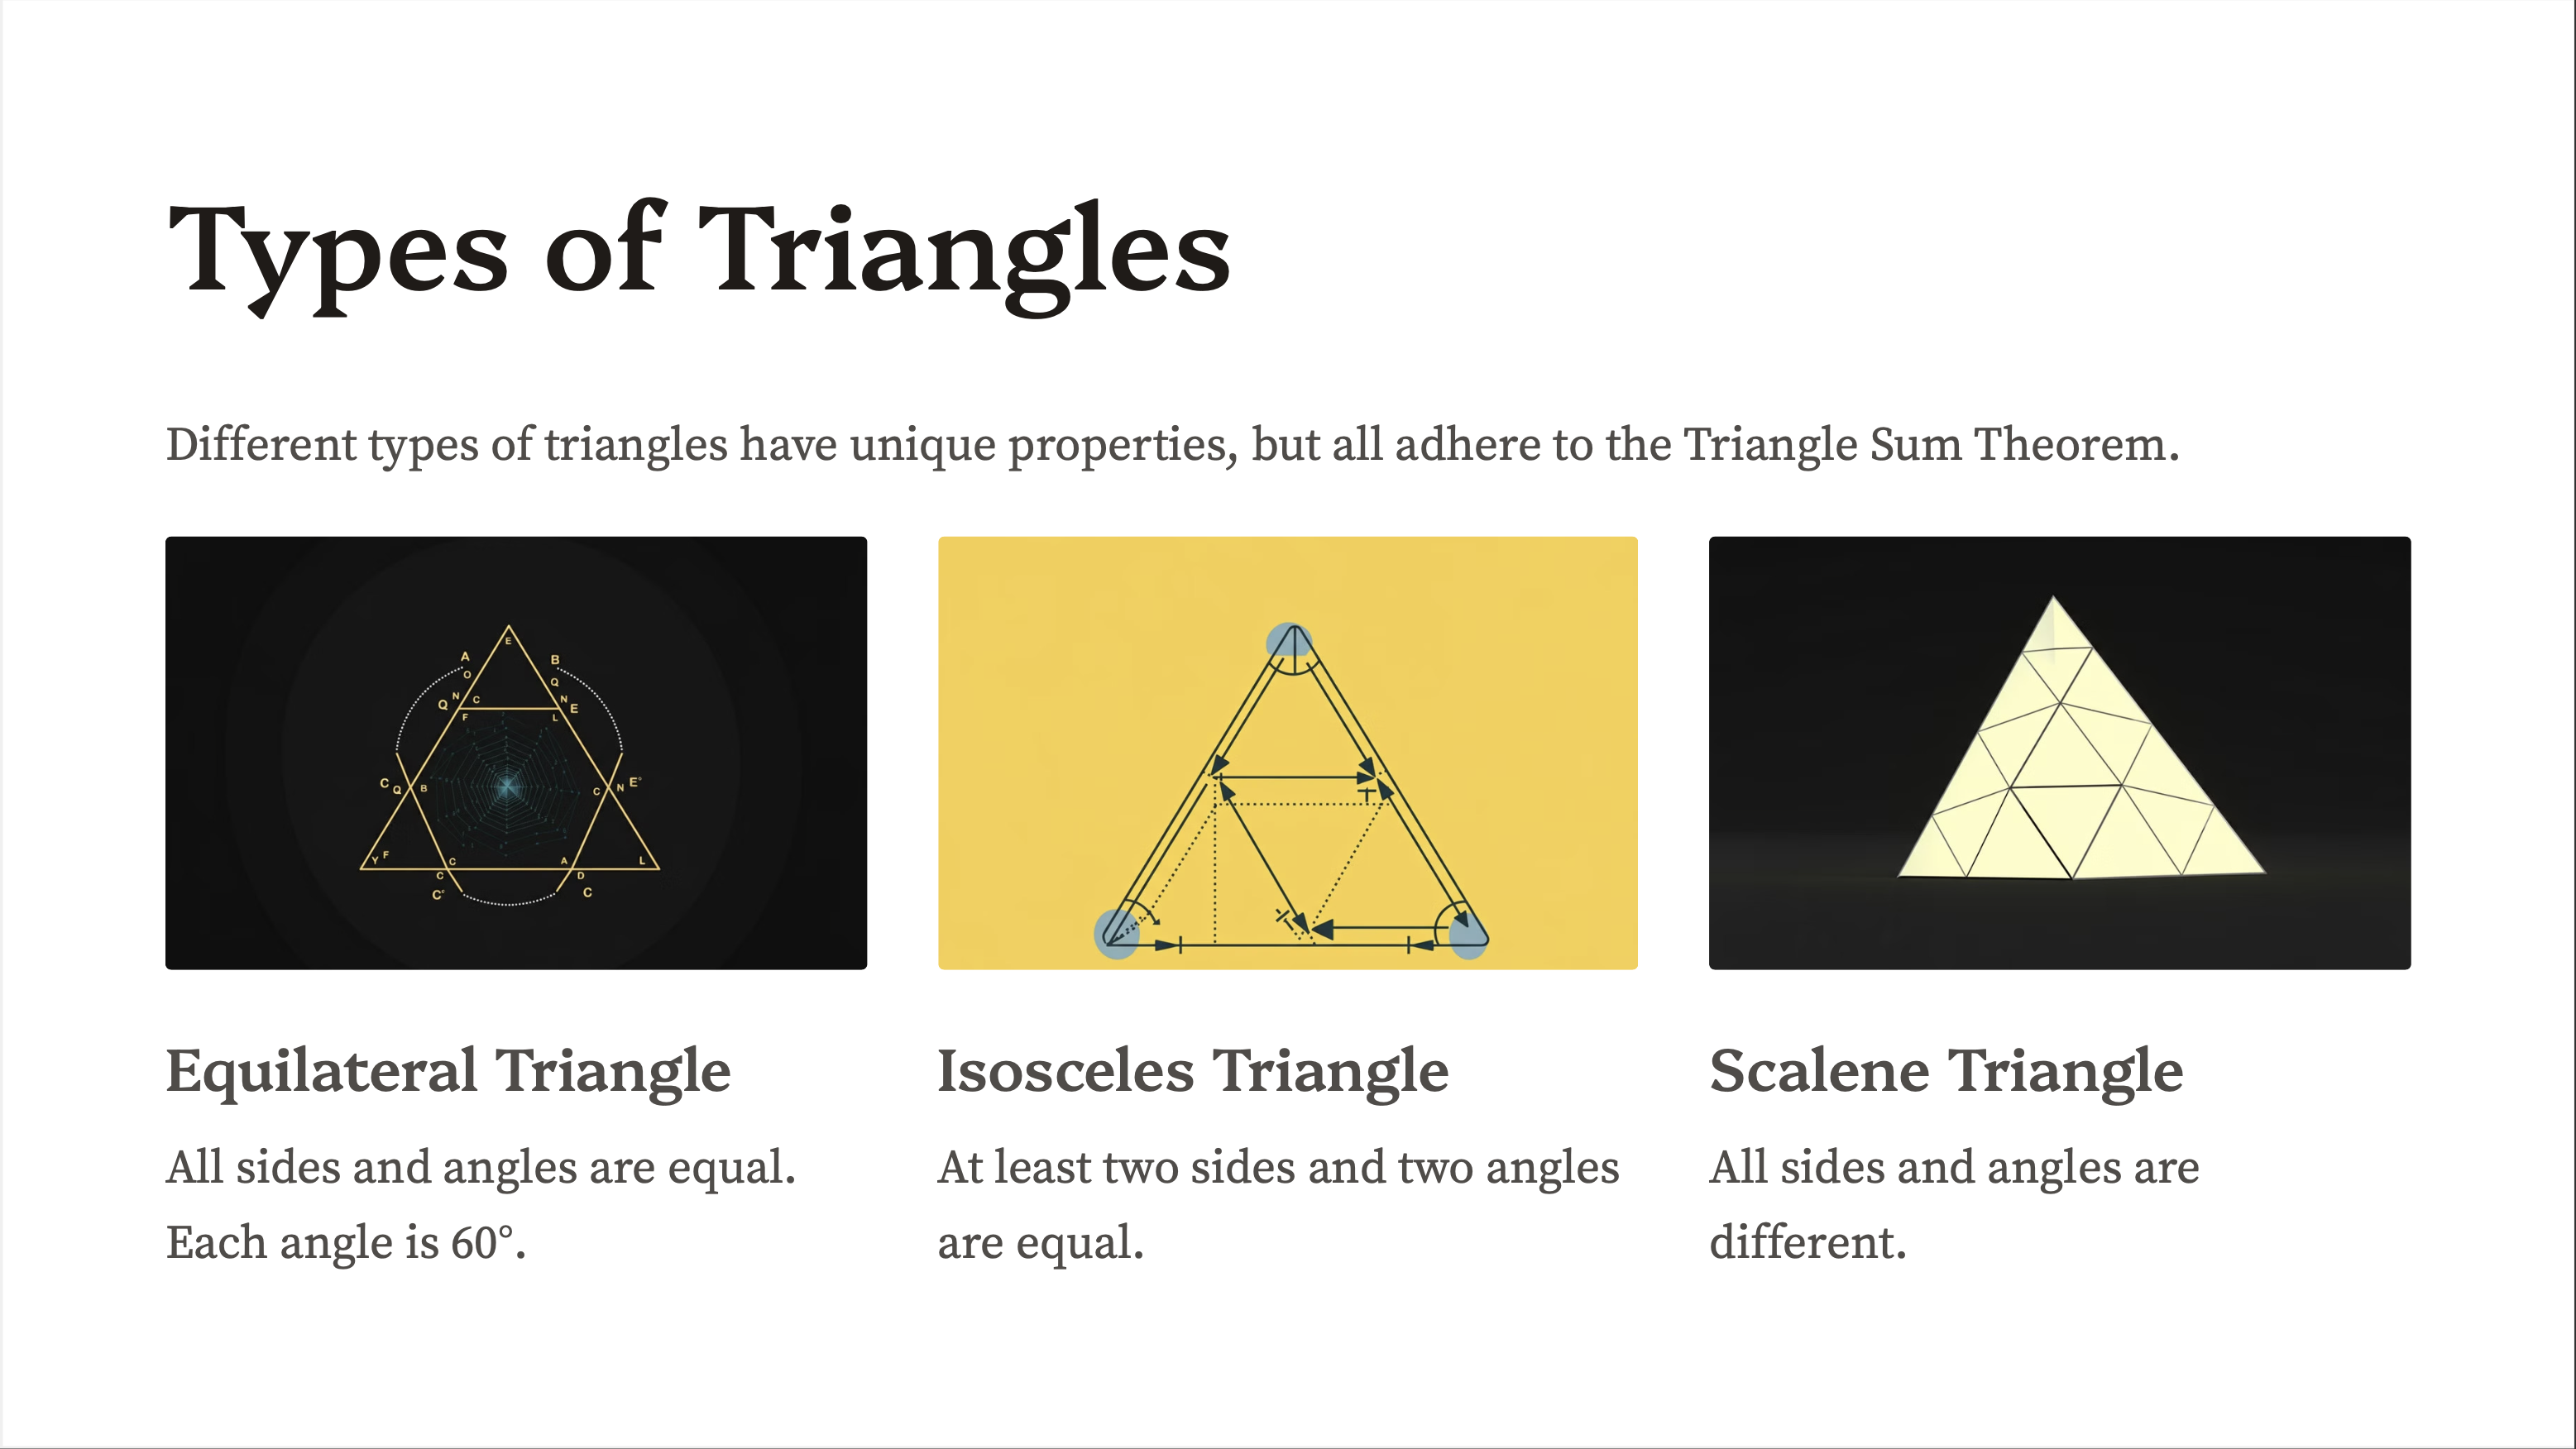 Types of Triangles
Different types of triangles have unique properties, but all adhere to the Triangle Sum Theorem.
E
A
B
O
Q
N
C
N
Q
E
F
L
C
Q
B
C
N
E°
Y
F
C
A
L
C
D
C°
C
Equilateral Triangle
All sides and angles are equal.
Each angle is 60°.
Isosceles Triangle
At least two sides and two angles
are equal.
Scalene Triangle
All sides and angles are
different.